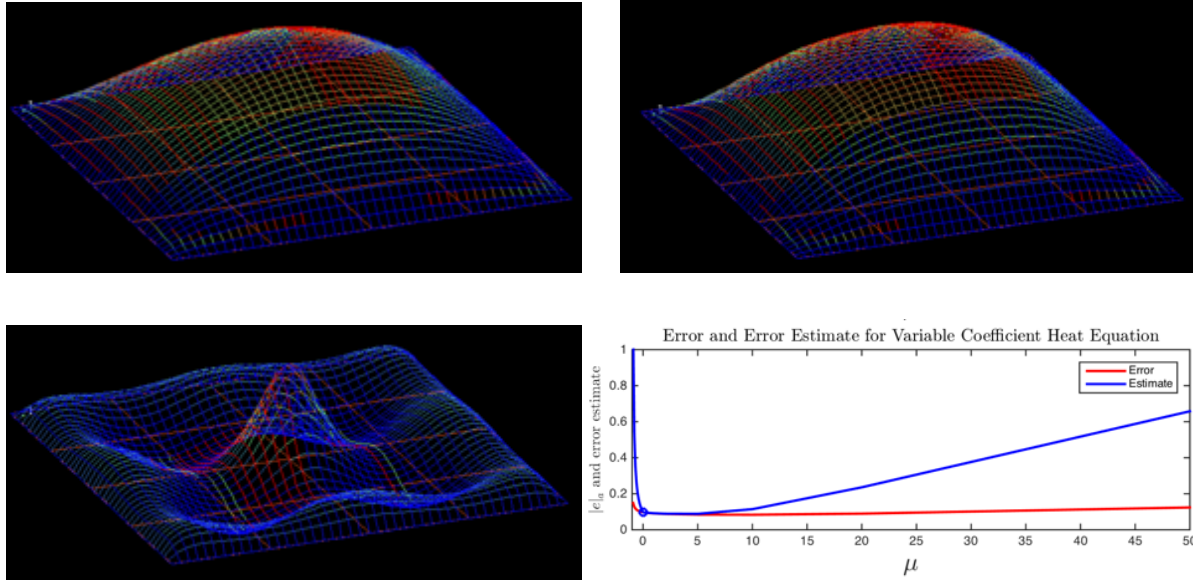 Error and Error Estimate for Variable Coefficient Heat Equation
|e|_a and error estimate
1
0.8
0.6
0.4
0.2
0
Error
Estimate
0 5 10 15 20 25 30 35 40 45 50
μ